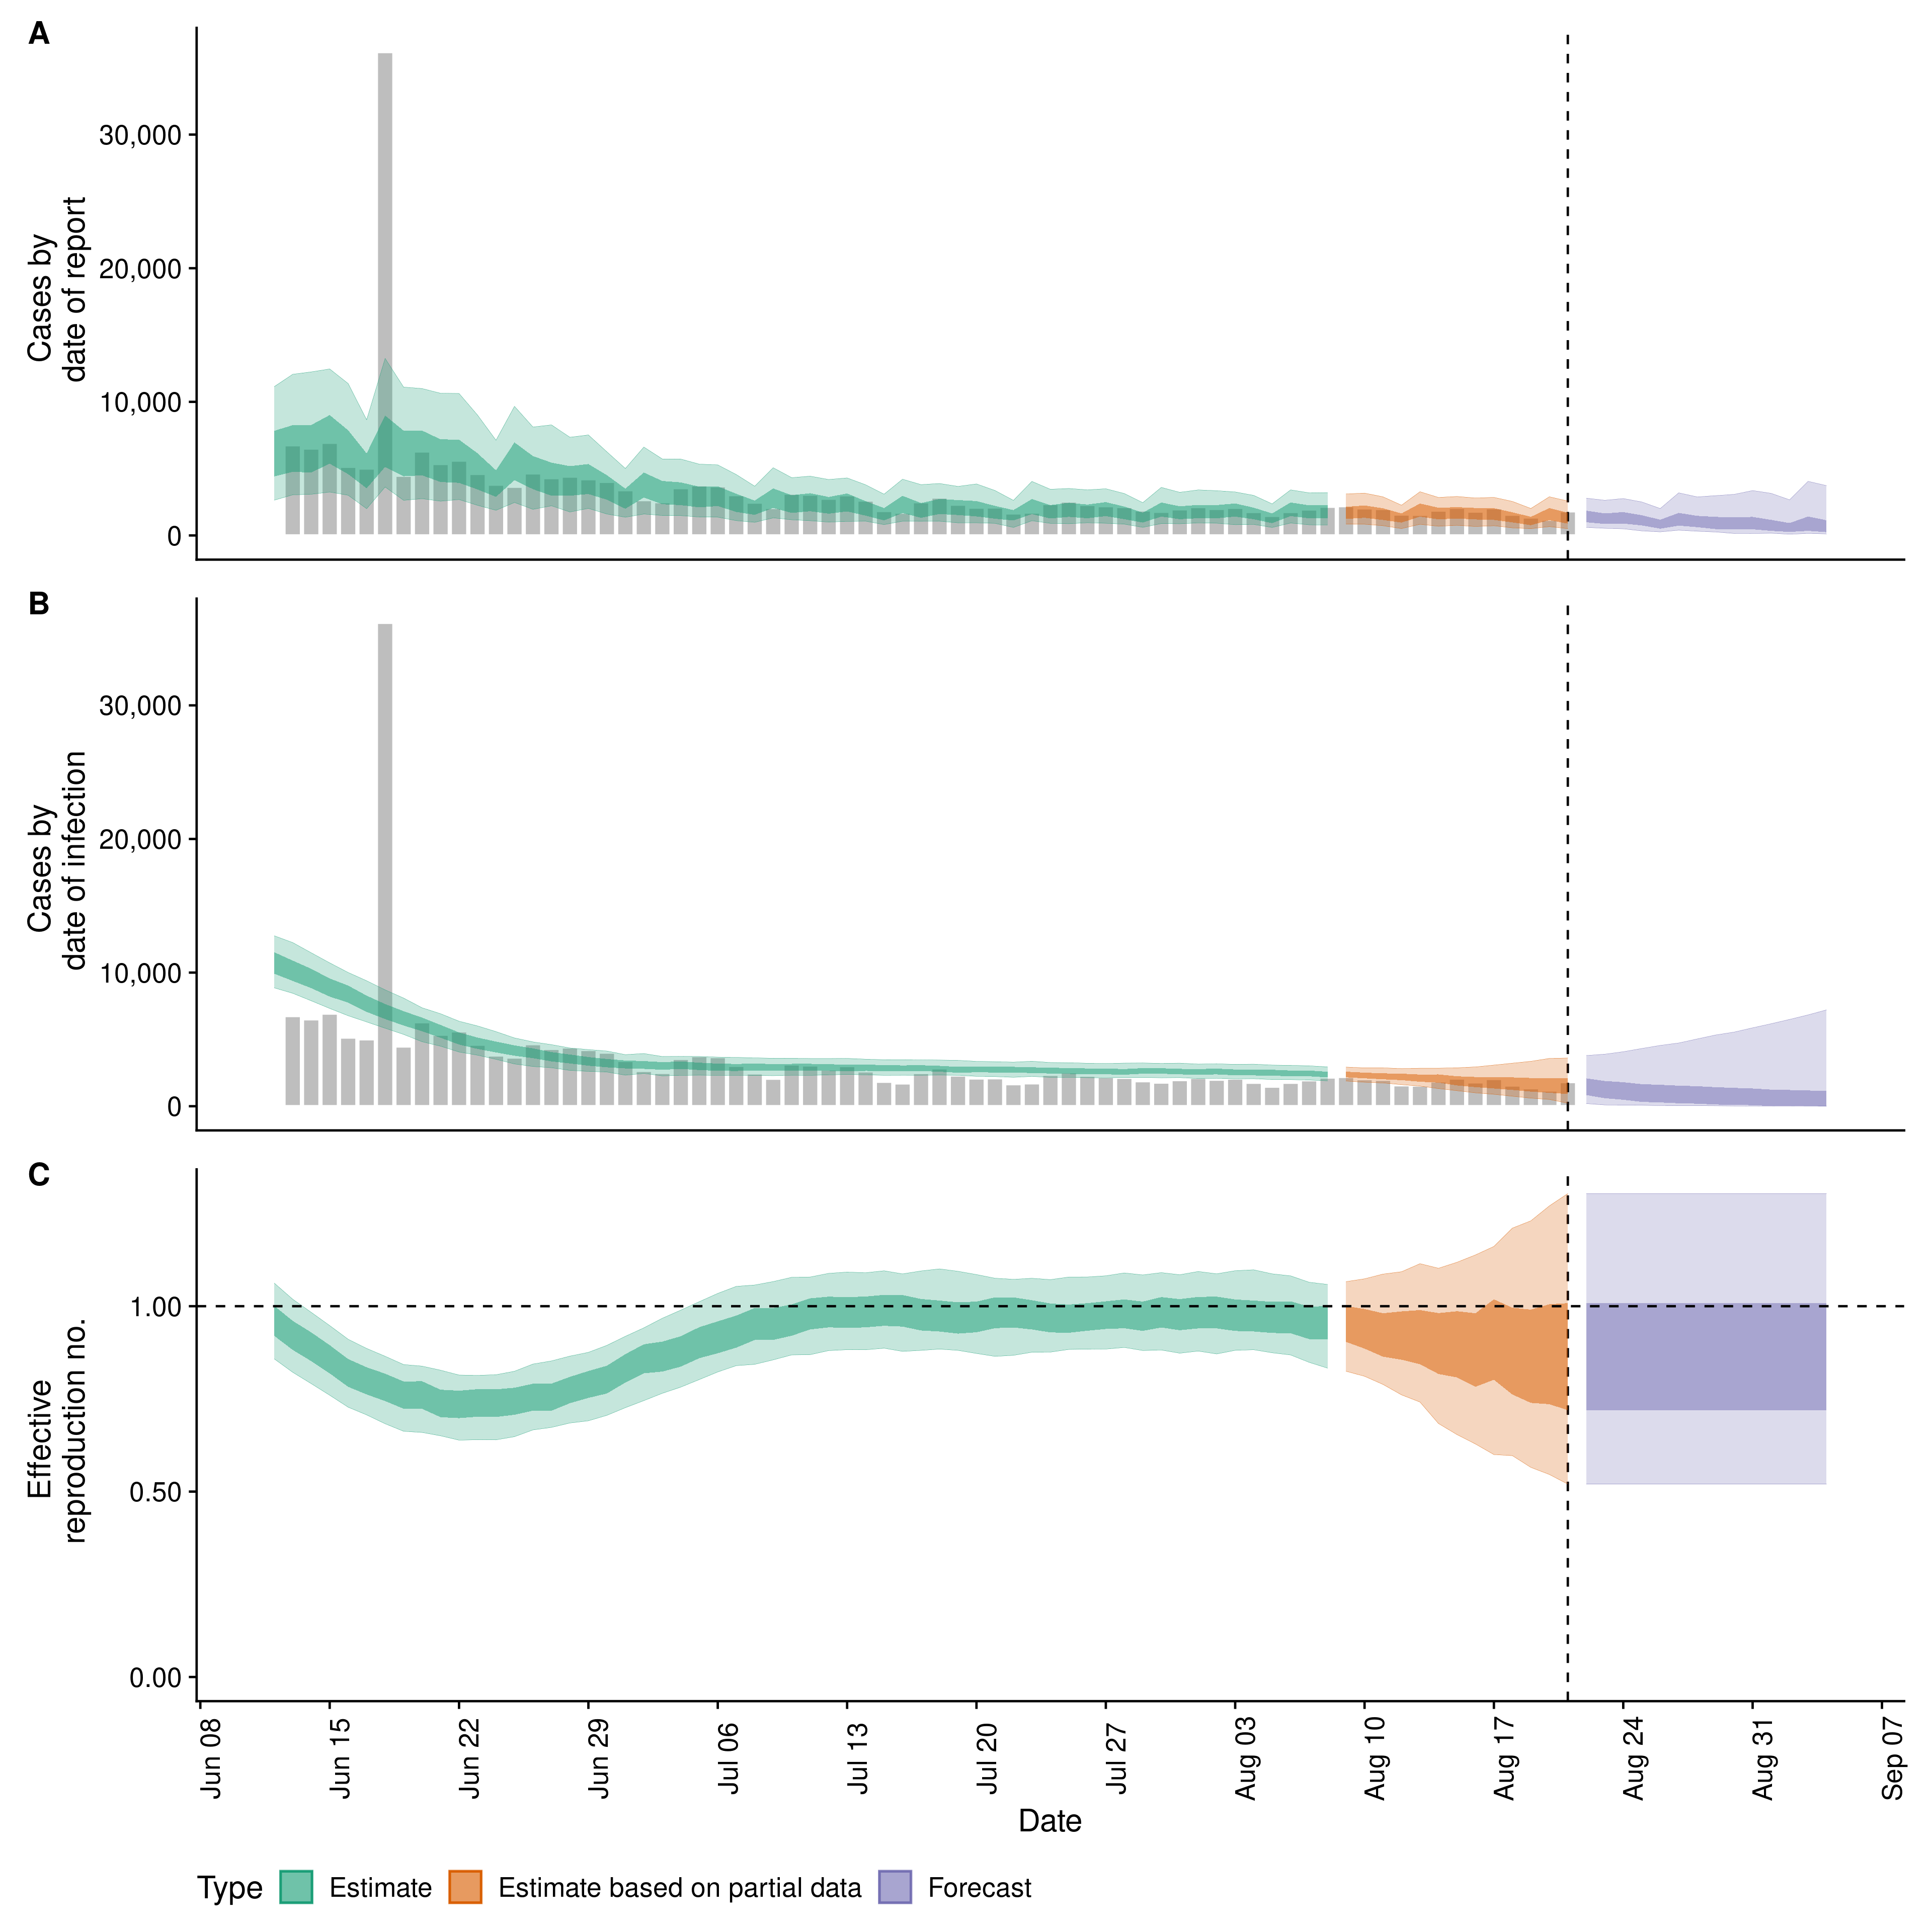 A
Cases by
date of report
30,000
20,000
10,000
0
B
Cases by
date of infection
30,000
20,000
10,000
0
C
Effective
reproduction no.
1.00
0.50
0.00
Jun 08
Jun 15
Jun 22
Jun 29
Jul 06
Jul 13
Jul 20
Jul 27
Aug 03
Aug 10
Aug 17
Aug 24
Aug 31
Sep 07
Date
Type Estimate Estimate based on partial data Forecast